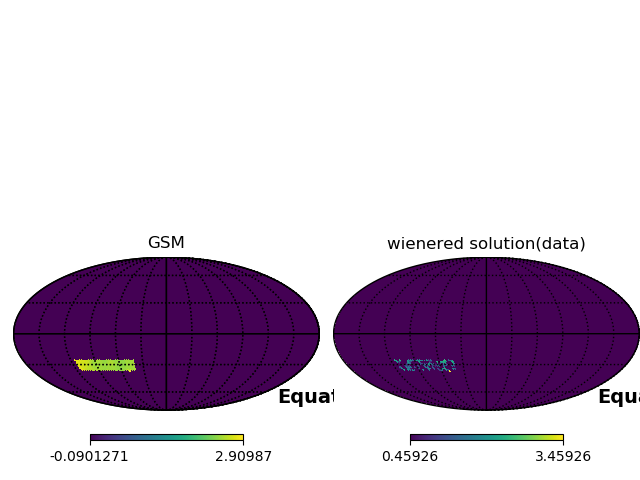 GSM
wienered solution(data)
Equat
Equa
-0.0901271
2.90987
0.45926
3.45926